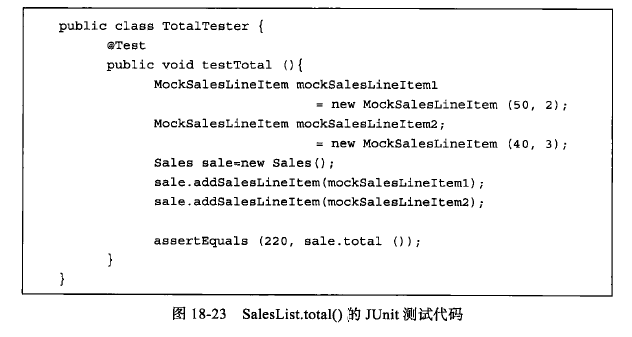 public class TotalTester {
@Test
public void testTotal (){
MockSalesLineItem mockSalesLineItem1
= new MockSalesLineItem (50, 2);
MockSalesLineItem mockSalesLineItem2;
= new MockSalesLineItem (40, 3);
Sales sale=new Sales();
sale.addSalesLineItem(mockSalesLineItem1);
sale.addSalesLineItem(mockSalesLineItem2);
assertEquals (220, sale.total ());
}
}
图 18-23 SalesList.total() 的 JUnit 测试代码